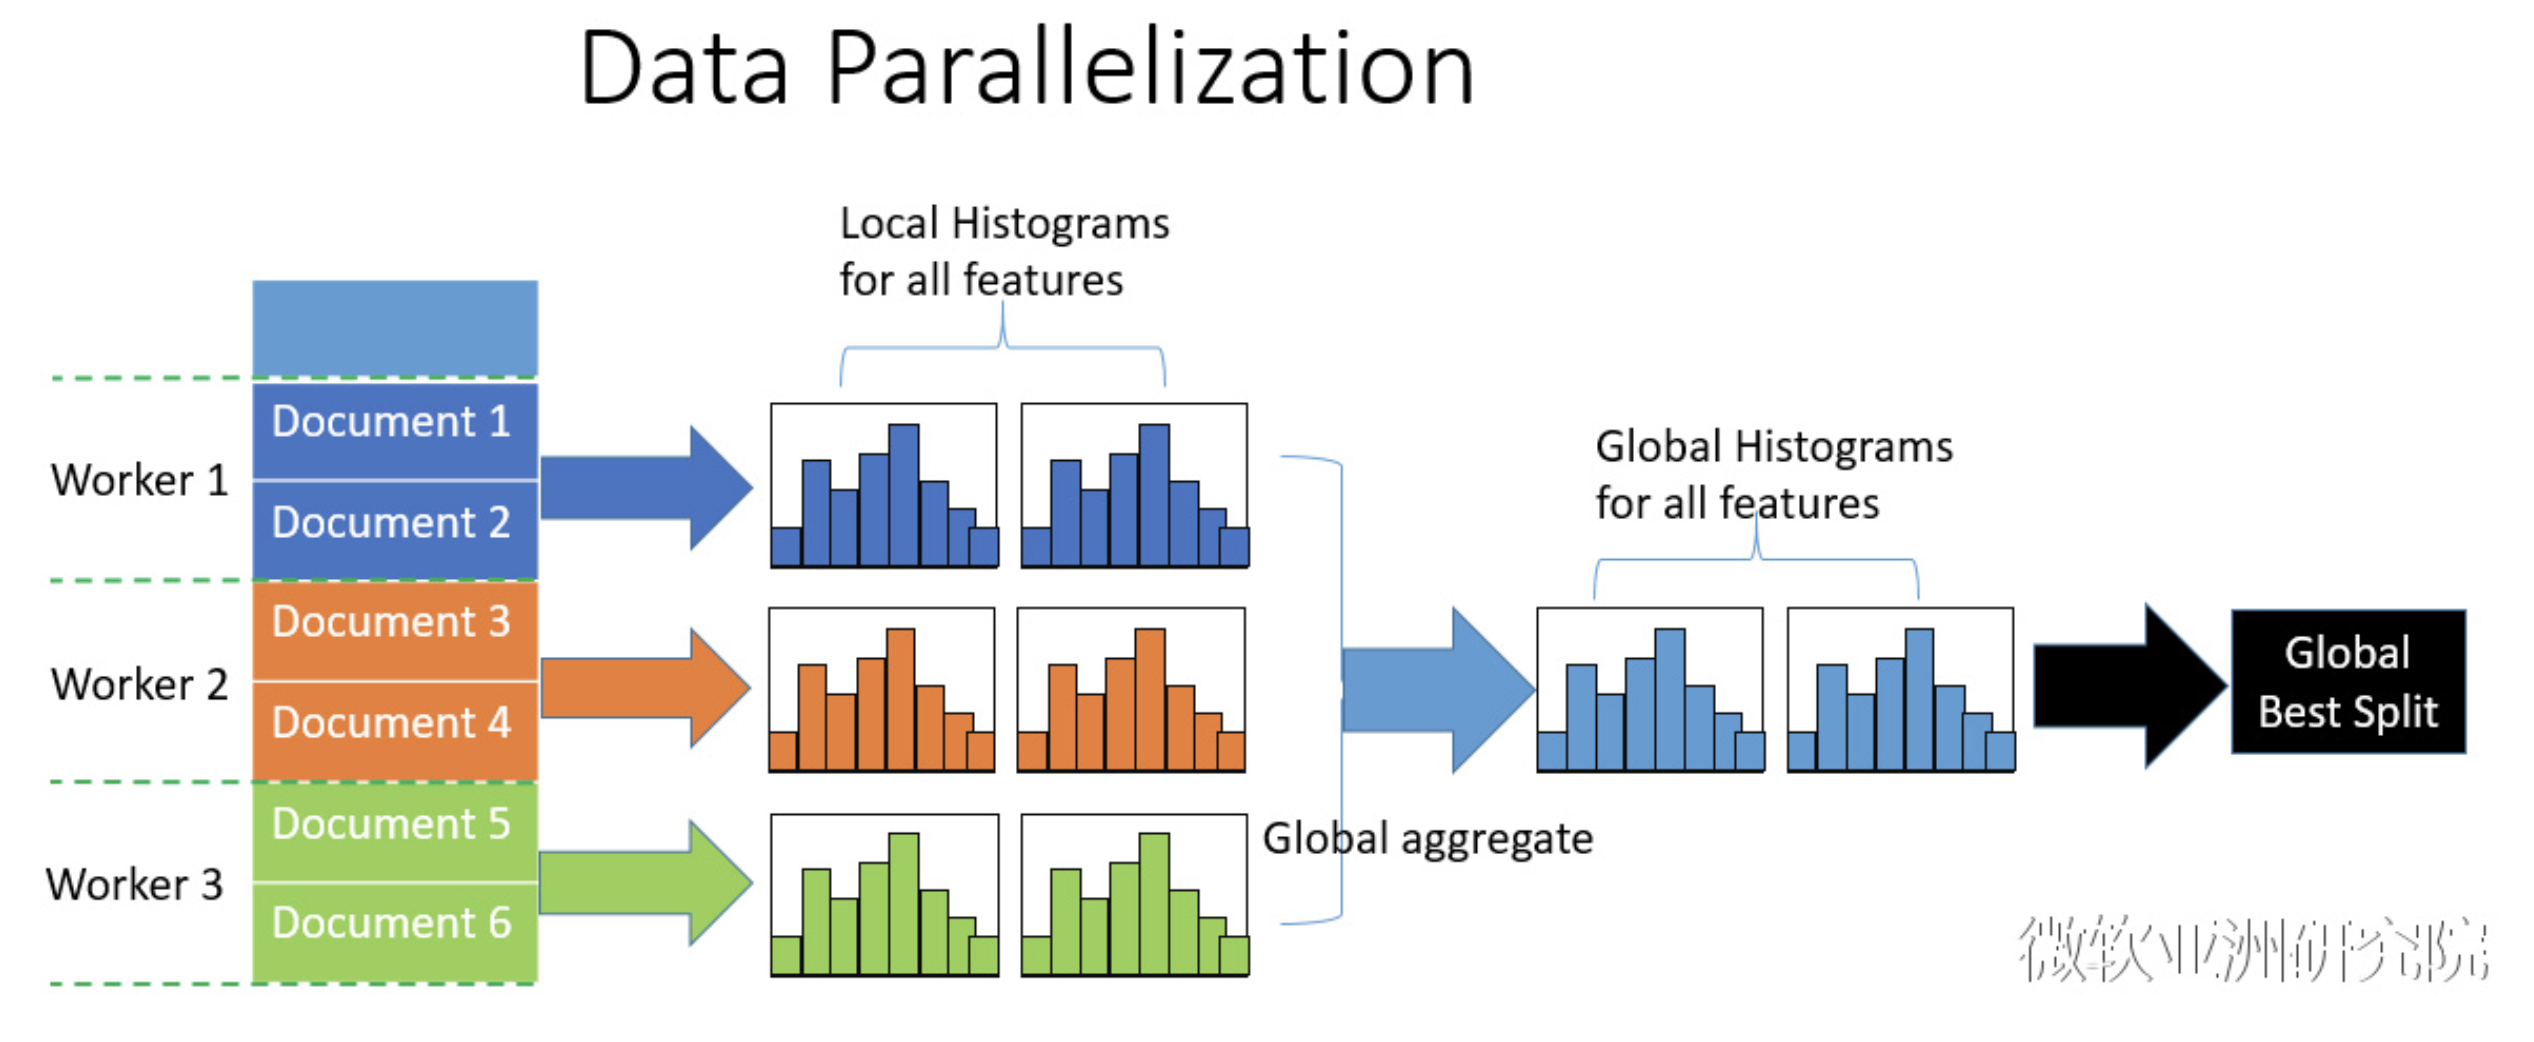 Data Parallelization
Local Histograms
for all features
Document 1
Worker 1
Document 2
Global Histograms
for all features
Document 3
Worker 2
Document 4
Global
Best Split
Document 5
Global aggregate
Worker 3
Document 6
微软亚洲研究院